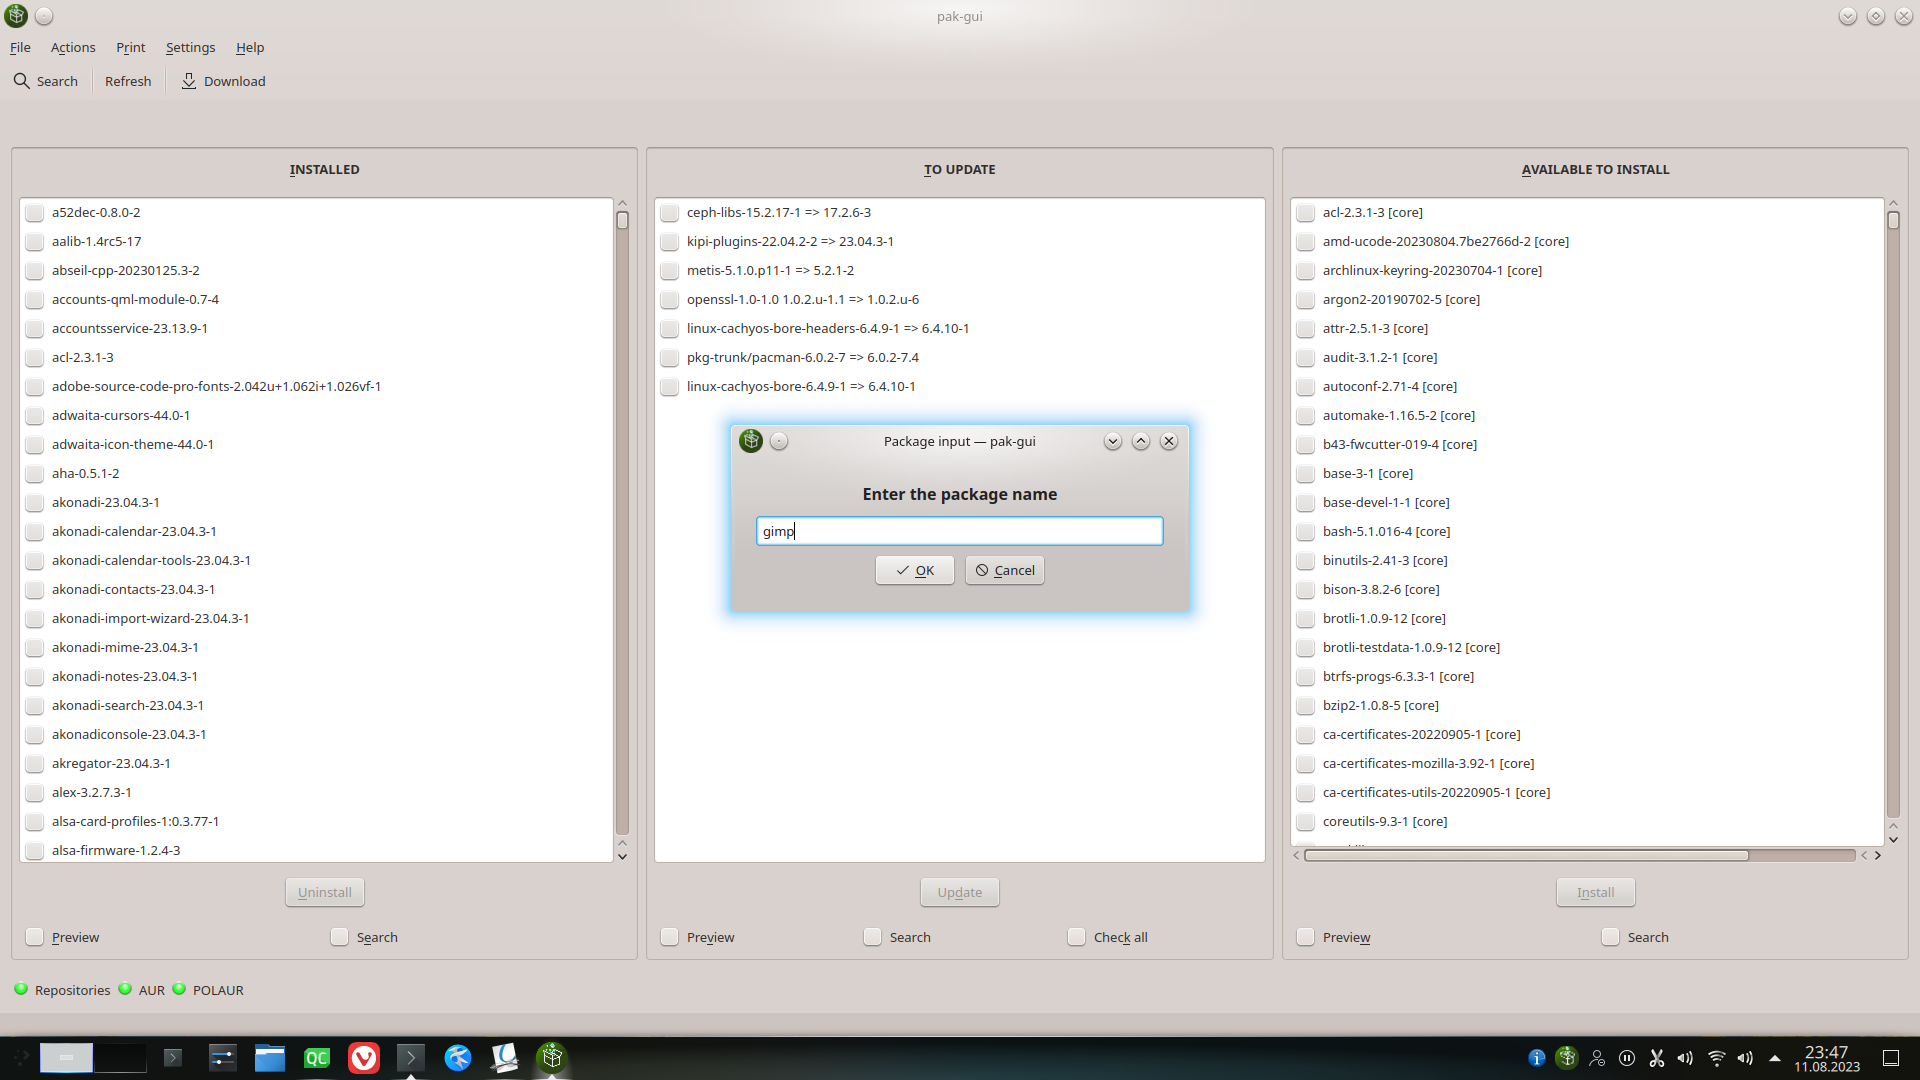 pak-gui
File Actions Print Settings Help
Search Refresh Download
INSTALLED
a52dec-0.8.0-2
aalib-1.4rc5-17
abseil-cpp-20230125.3-2
accounts-qml-module-0.7-4
accountsservice-23.13.9-1
acl-2.3.1-3
adobe-source-code-pro-fonts-2.042u+1.062i+1.026vf-1
adwaita-cursors-44.0-1
adwaita-icon-theme-44.0-1
aha-0.5.1-2
akonadi-23.04.3-1
akonadi-calendar-23.04.3-1
akonadi-calendar-tools-23.04.3-1
akonadi-contacts-23.04.3-1
akonadi-import-wizard-23.04.3-1
akonadi-mime-23.04.3-1
akonadi-notes-23.04.3-1
akonadi-search-23.04.3-1
akonadiconsole-23.04.3-1
akregator-23.04.3-1
alex-3.2.7.3-1
alsa-card-profiles-1:0.3.77-1
alsa-firmware-1.2.4-3
Uninstall
Preview Search
TO UPDATE
ceph-libs-15.2.17-1 => 17.2.6-3
kipi-plugins-22.04.2-2 => 23.04.3-1
metis-5.1.0.p11-1 => 5.2.1-2
openssl-1.0-1.0 1.0.2.u-1.1 => 1.0.2.u-6
linux-cachyos-bore-headers-6.4.9-1 => 6.4.10-1
pkg-trunk/pacman-6.0.2-7 => 6.0.2-7.4
linux-cachyos-bore-6.4.9-1 => 6.4.10-1
Package input — pak-gui
Enter the package name
gimp
OK Cancel
Update
Preview Search Check all
AVAILABLE TO INSTALL
acl-2.3.1-3 [core]
amd-ucode-20230804.7be2766d-2 [core]
archlinux-keyring-20230704-1 [core]
argon2-20190702-5 [core]
attr-2.5.1-3 [core]
audit-3.1.2-1 [core]
autoconf-2.71-4 [core]
automake-1.16.5-2 [core]
b43-fwcutter-019-4 [core]
base-3-1 [core]
base-devel-1-1 [core]
bash-5.1.016-4 [core]
binutils-2.41-3 [core]
bison-3.8.2-6 [core]
brotli-1.0.9-12 [core]
brotli-testdata-1.0.9-12 [core]
btrfs-progs-6.3.3-1 [core]
bzip2-1.0.8-5 [core]
ca-certificates-20220905-1 [core]
ca-certificates-mozilla-3.92-1 [core]
ca-certificates-utils-20220905-1 [core]
coreutils-9.3-1 [core]
Install
Preview Search
Repositories AUR POLAUR
QC
23:47
11.08.2023